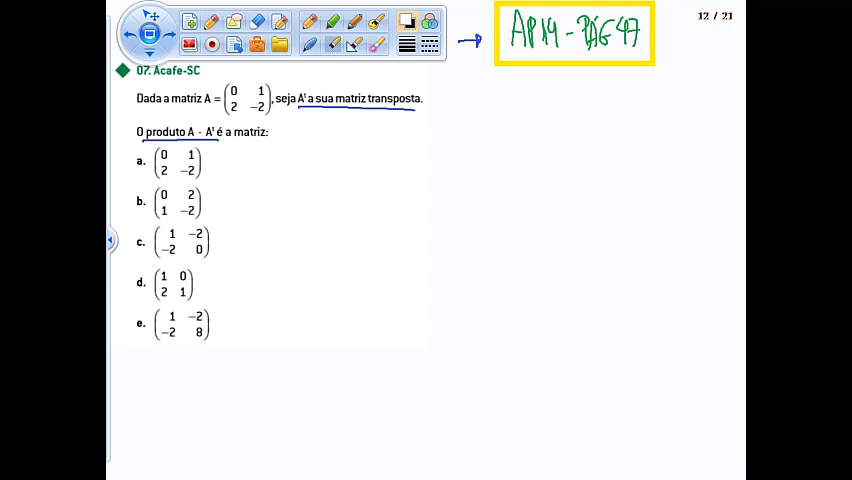 12 / 21
AP 14 - PÁG 47
07. Acafe-SC
Dada a matriz A = ( 0 1
2 -2 ), seja Aᵗ a sua matriz transposta.
O produto A · Aᵗ é a matriz:
a. ( 0 1
2 -2 )
b. ( 0 2
1 -2 )
c. ( 1 -2
-2 0 )
d. ( 1 0
2 1 )
e. ( 1 -2
-2 8 )